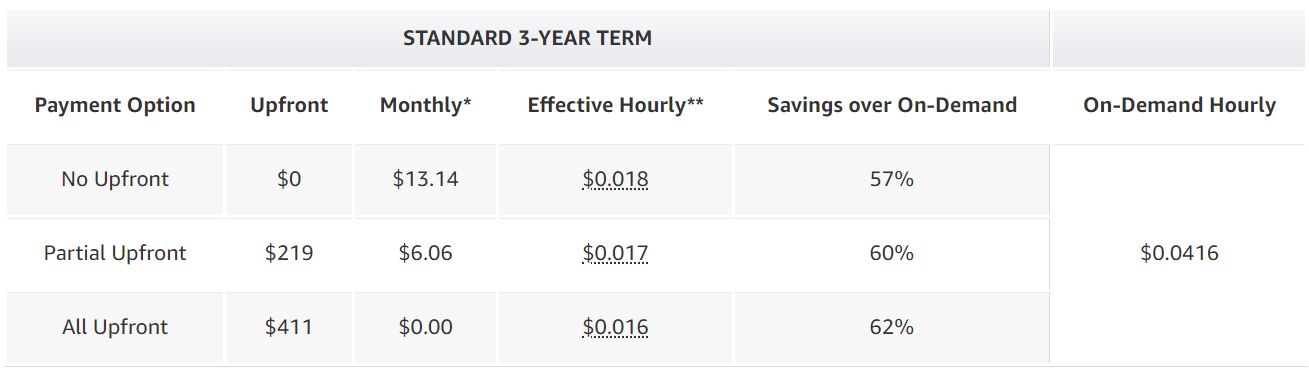 STANDARD 3-YEAR TERM
Payment Option Upfront Monthly* Effective Hourly** Savings over On-Demand On-Demand Hourly
No Upfront $0 $13.14 $0.018 57%
Partial Upfront $219 $6.06 $0.017 60% $0.0416
All Upfront $411 $0.00 $0.016 62%